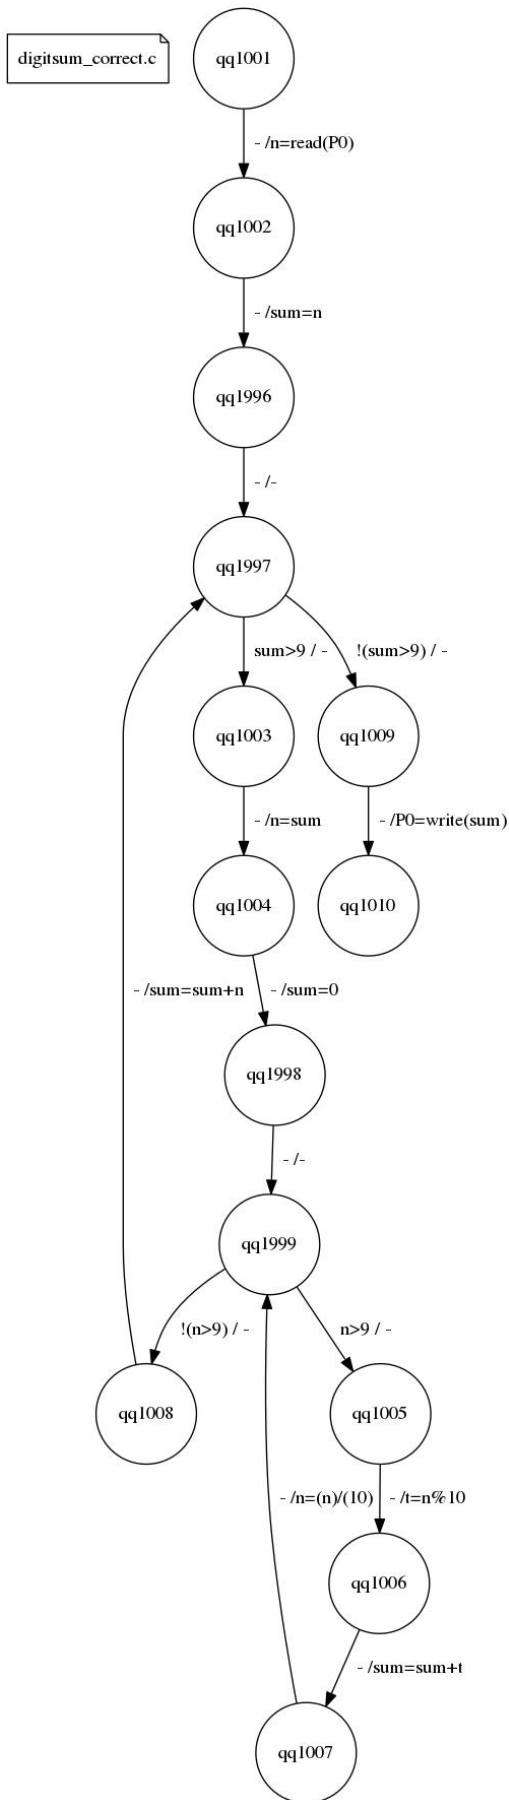 digitsum_correct.c
qq1001
- /n=read(P0)
qq1002
- /sum=n
qq1996
- /-
qq1997
sum>9 / -
!(sum>9) / -
qq1003
qq1009
- /n=sum
- /P0=write(sum)
qq1004
qq1010
- /sum=sum+n
- /sum=0
qq1998
- /-
qq1999
!(n>9) / -
n>9 / -
qq1008
qq1005
- /n=(n)/(10)
- /t=n%10
qq1006
- /sum=sum+t
qq1007